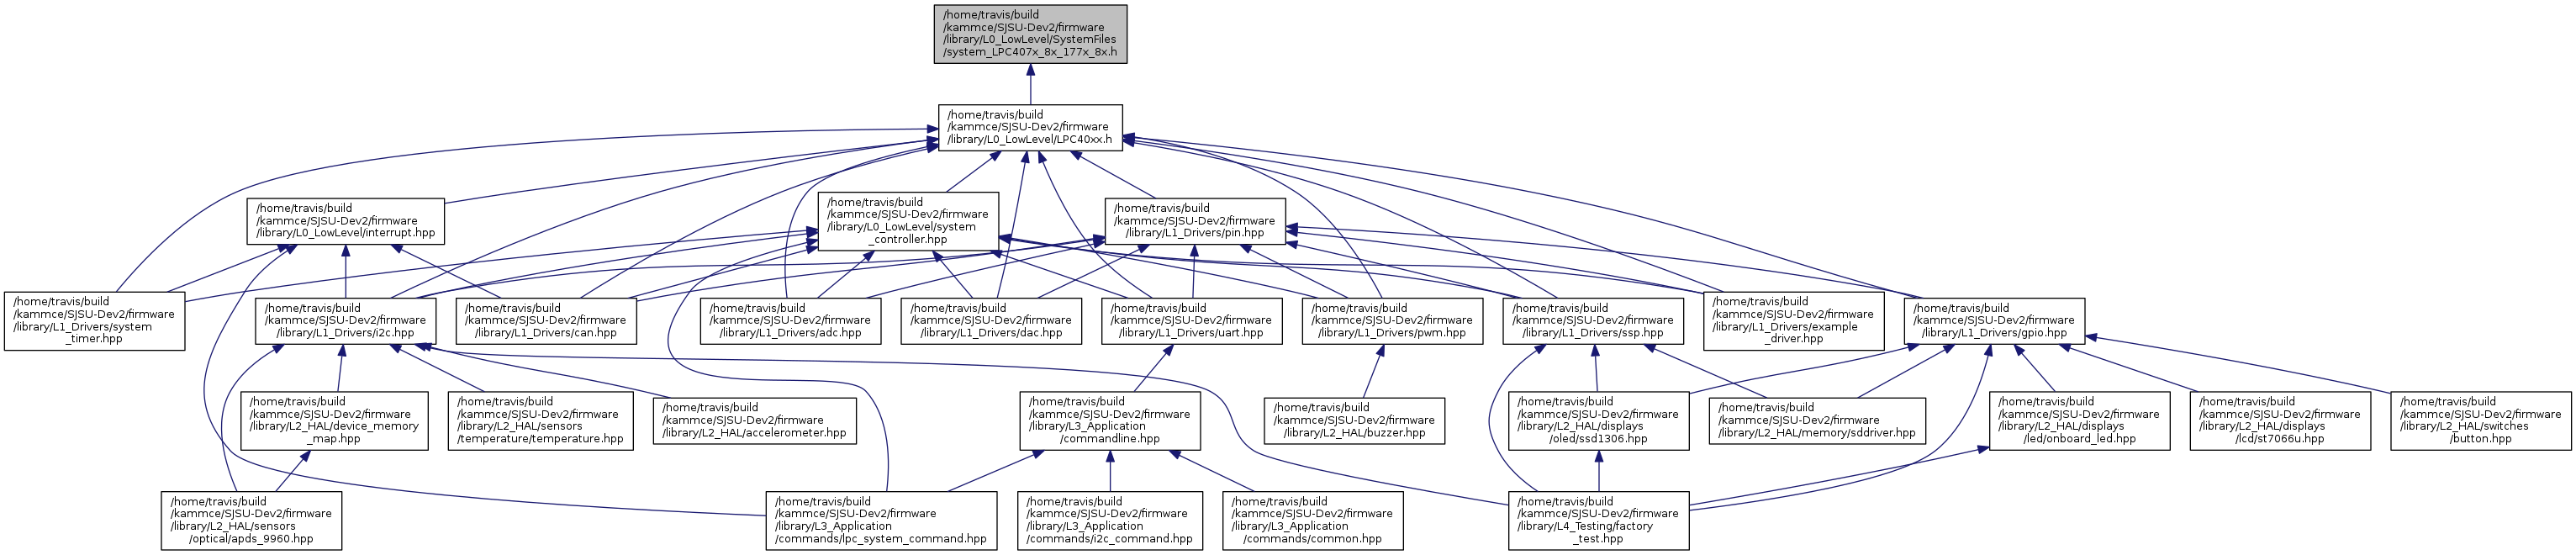 /home/travis/build
/kammce/SJSU-Dev2/firmware
/library/L0_LowLevel/SystemFiles
/system_LPC407x_8x_177x_8x.h
/home/travis/build
/kammce/SJSU-Dev2/firmware
/library/L0_LowLevel/LPC40xx.h
/home/travis/build
/kammce/SJSU-Dev2/firmware
/library/L0_LowLevel/interrupt.hpp
/home/travis/build
/kammce/SJSU-Dev2/firmware
/library/L0_LowLevel/system
_controller.hpp
/home/travis/build
/kammce/SJSU-Dev2/firmware
/library/L1_Drivers/pin.hpp
/home/travis/build
/kammce/SJSU-Dev2/firmware
/library/L1_Drivers/system
_timer.hpp
/home/travis/build
/kammce/SJSU-Dev2/firmware
/library/L1_Drivers/i2c.hpp
/home/travis/build
/kammce/SJSU-Dev2/firmware
/library/L1_Drivers/can.hpp
/home/travis/build
/kammce/SJSU-Dev2/firmware
/library/L1_Drivers/adc.hpp
/home/travis/build
/kammce/SJSU-Dev2/firmware
/library/L1_Drivers/dac.hpp
/home/travis/build
/kammce/SJSU-Dev2/firmware
/library/L1_Drivers/uart.hpp
/home/travis/build
/kammce/SJSU-Dev2/firmware
/library/L1_Drivers/pwm.hpp
/home/travis/build
/kammce/SJSU-Dev2/firmware
/library/L1_Drivers/ssp.hpp
/home/travis/build
/kammce/SJSU-Dev2/firmware
/library/L1_Drivers/example
_driver.hpp
/home/travis/build
/kammce/SJSU-Dev2/firmware
/library/L1_Drivers/gpio.hpp
/home/travis/build
/kammce/SJSU-Dev2/firmware
/library/L2_HAL/device_memory
_map.hpp
/home/travis/build
/kammce/SJSU-Dev2/firmware
/library/L2_HAL/sensors
/temperature/temperature.hpp
/home/travis/build
/kammce/SJSU-Dev2/firmware
/library/L2_HAL/accelerometer.hpp
/home/travis/build
/kammce/SJSU-Dev2/firmware
/library/L3_Application
/commandline.hpp
/home/travis/build
/kammce/SJSU-Dev2/firmware
/library/L2_HAL/buzzer.hpp
/home/travis/build
/kammce/SJSU-Dev2/firmware
/library/L2_HAL/displays
/oled/ssd1306.hpp
/home/travis/build
/kammce/SJSU-Dev2/firmware
/library/L2_HAL/memory/sddriver.hpp
/home/travis/build
/kammce/SJSU-Dev2/firmware
/library/L2_HAL/displays
/led/onboard_led.hpp
/home/travis/build
/kammce/SJSU-Dev2/firmware
/library/L2_HAL/displays
/lcd/st7066u.hpp
/home/travis/build
/kammce/SJSU-Dev2/firmware
/library/L2_HAL/switches
/button.hpp
/home/travis/build
/kammce/SJSU-Dev2/firmware
/library/L2_HAL/sensors
/optical/apds_9960.hpp
/home/travis/build
/kammce/SJSU-Dev2/firmware
/library/L3_Application
/commands/lpc_system_command.hpp
/home/travis/build
/kammce/SJSU-Dev2/firmware
/library/L3_Application
/commands/i2c_command.hpp
/home/travis/build
/kammce/SJSU-Dev2/firmware
/library/L3_Application
/commands/common.hpp
/home/travis/build
/kammce/SJSU-Dev2/firmware
/library/L4_Testing/factory
_test.hpp